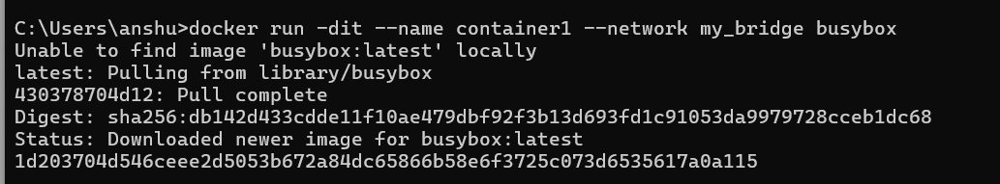 C:\Users\anshu>docker run -dit --name container1 --network my_bridge busybox
Unable to find image 'busybox:latest' locally
latest: Pulling from library/busybox
430378704d12: Pull complete
Digest: sha256:db142d433cdde11f10ae479dbf92f3b13d693fd1c91053da9979728cceb1dc68
Status: Downloaded newer image for busybox:latest
1d203704d546ceee2d5053b672a84dc65866b58e6f3725c073d6535617a0a115